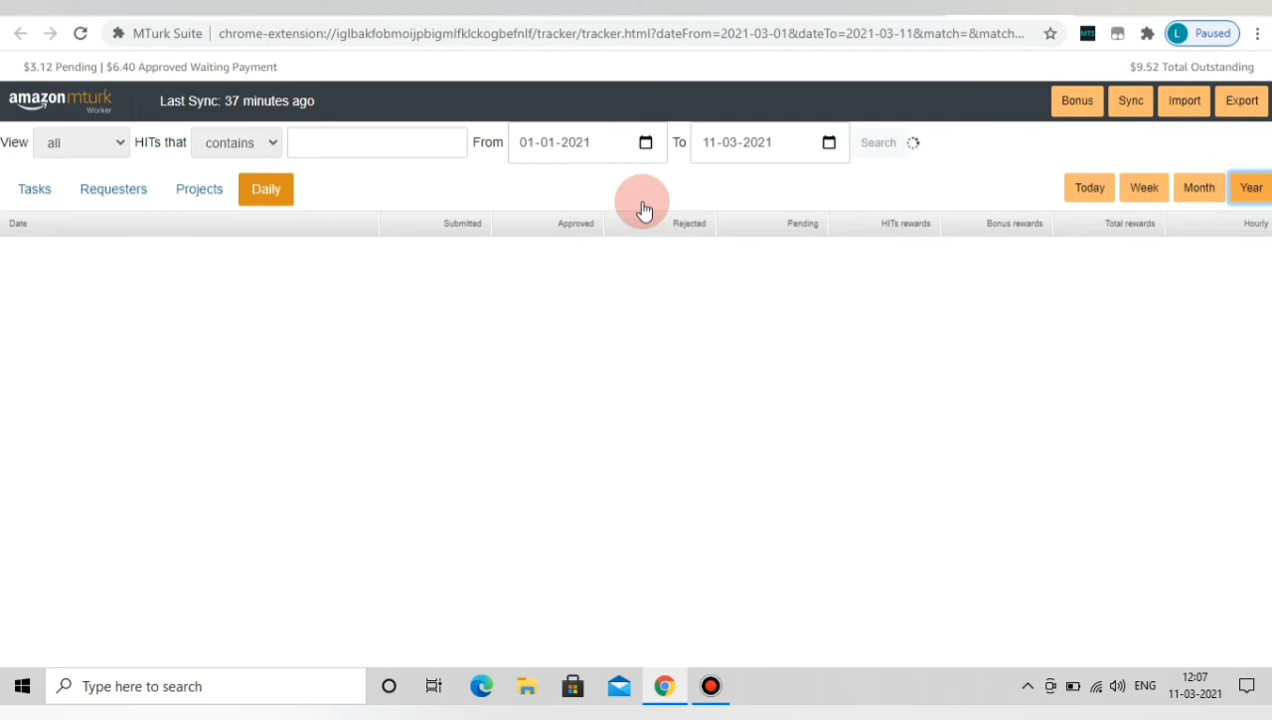 MTurk Suite chrome-extension://iglbakfobmoijpbigmlfklckogbefnlf/tracker/tracker.html?dateFrom=2021-03-01&dateTo=2021-03-11&match=&match... MTS L Paused
$3.12 Pending | $6.40 Approved Waiting Payment $9.52 Total Outstanding
amazonmturk Last Sync: 37 minutes ago Bonus Sync Import Export
Worker
View all HITs that contains From 01-01-2021 To 11-03-2021 Search
Tasks Requesters Projects Daily Today Week Month Year
Date Submitted Approved Rejected Pending HITs rewards Bonus rewards Total rewards Hourly
Type here to search ENG 12:07
11-03-2021